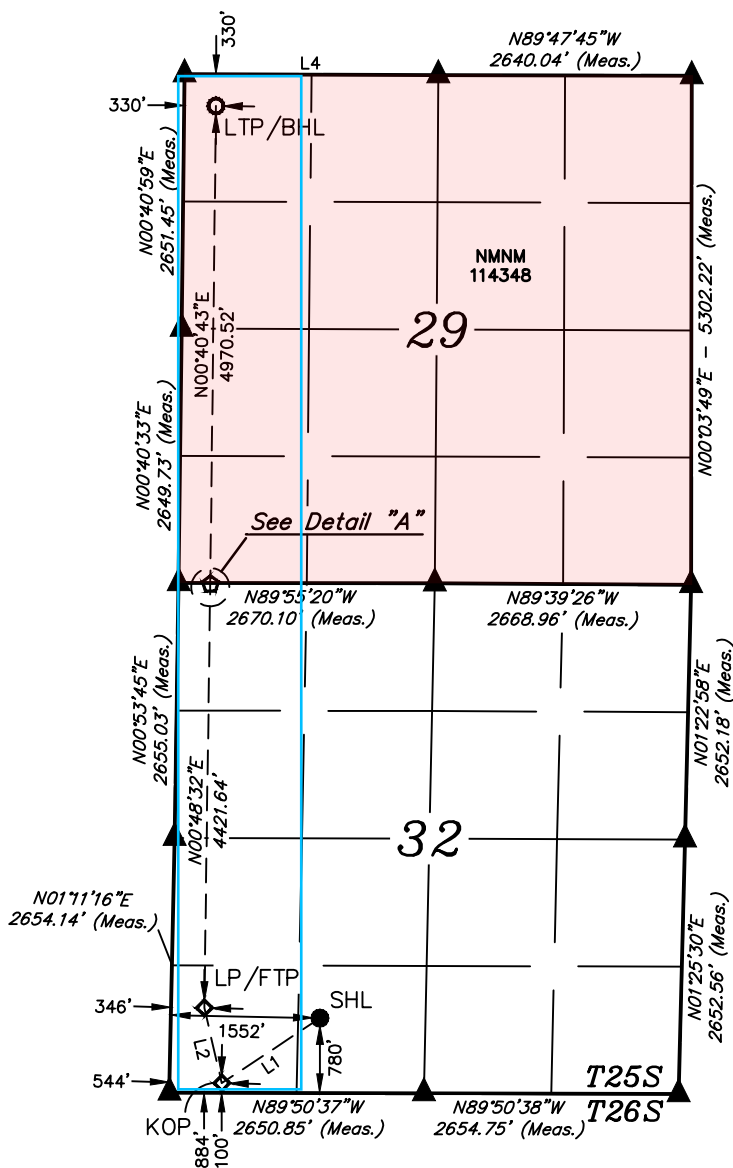 330'
N89°47'45"W
2640.04' (Meas.)
L4
330'
LTP/BHL
N00°40'59"E
2651.45' (Meas.)
NMNM
114348
N00°03'49"E – 5302.22' (Meas.)
29
N00°40'43"E
4970.52'
N00°40'33"E
2649.73' (Meas.)
See Detail "A"
N89°55'20"W
2670.10' (Meas.)
N89°39'26"W
2668.96' (Meas.)
N00°53'45"E
2655.03' (Meas.)
N01°22'58"E
2652.18' (Meas.)
N00°48'32"E
4421.64'
32
N01°11'16"E
2654.14' (Meas.)
N01°25'30"E
2652.56' (Meas.)
LP/FTP
346'
SHL
1552'
L2
L1
780'
544'
T25S
KOP
N89°50'37"W
2650.85' (Meas.)
N89°50'38"W
2654.75' (Meas.)
T26S
884'
100'